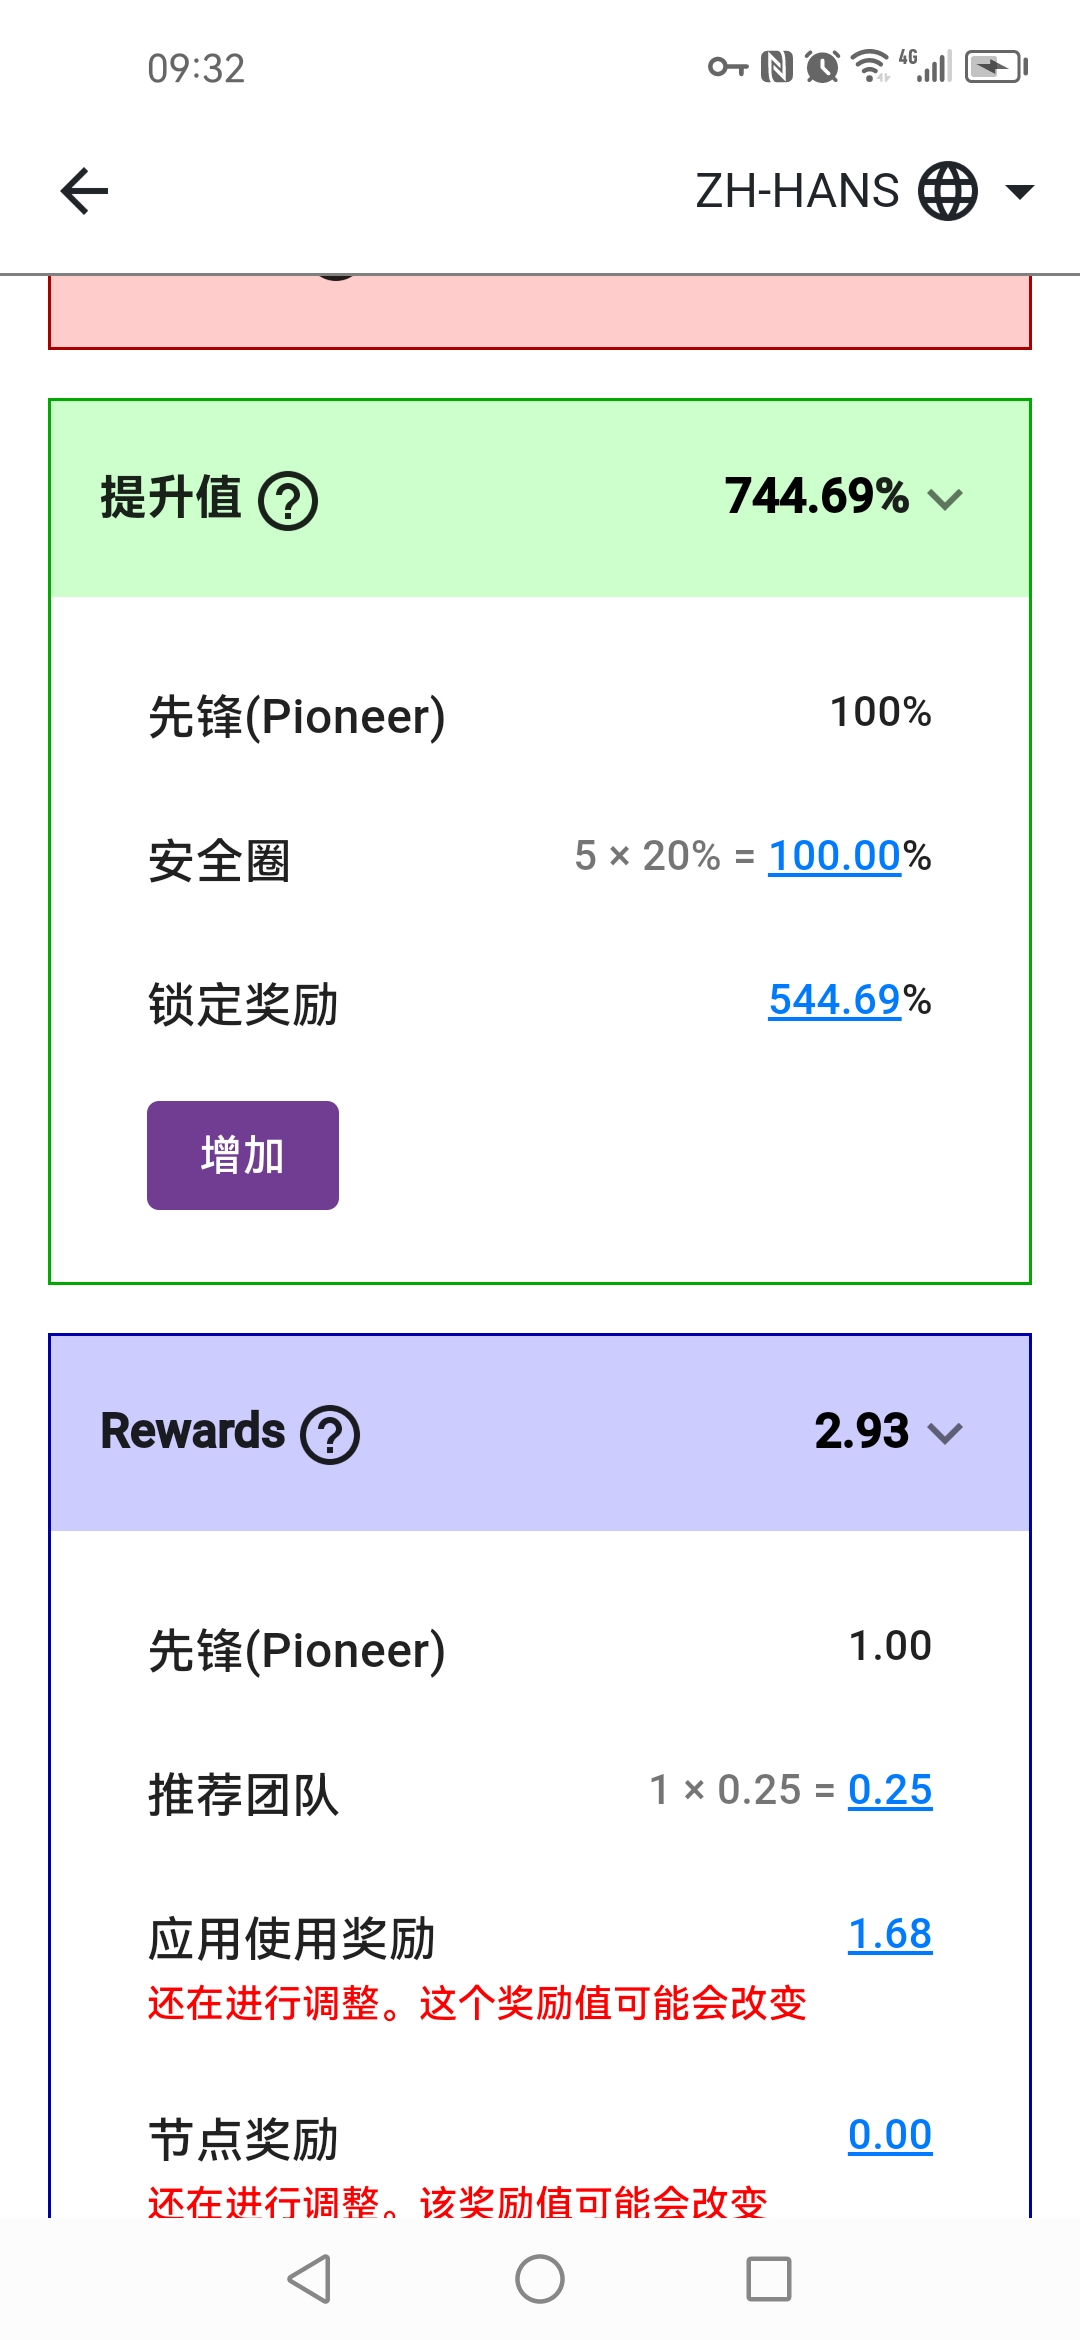 09:32
4G
ZH-HANS
提升值 ? 744.69%
先锋(Pioneer) 100%
安全圈 5 × 20% = 100.00%
锁定奖励 544.69%
增加
Rewards ? 2.93
先锋(Pioneer) 1.00
推荐团队 1 × 0.25 = 0.25
应用使用奖励 1.68
还在进行调整。这个奖励值可能会改变
节点奖励 0.00
还在进行调整。该奖励值可能会改变